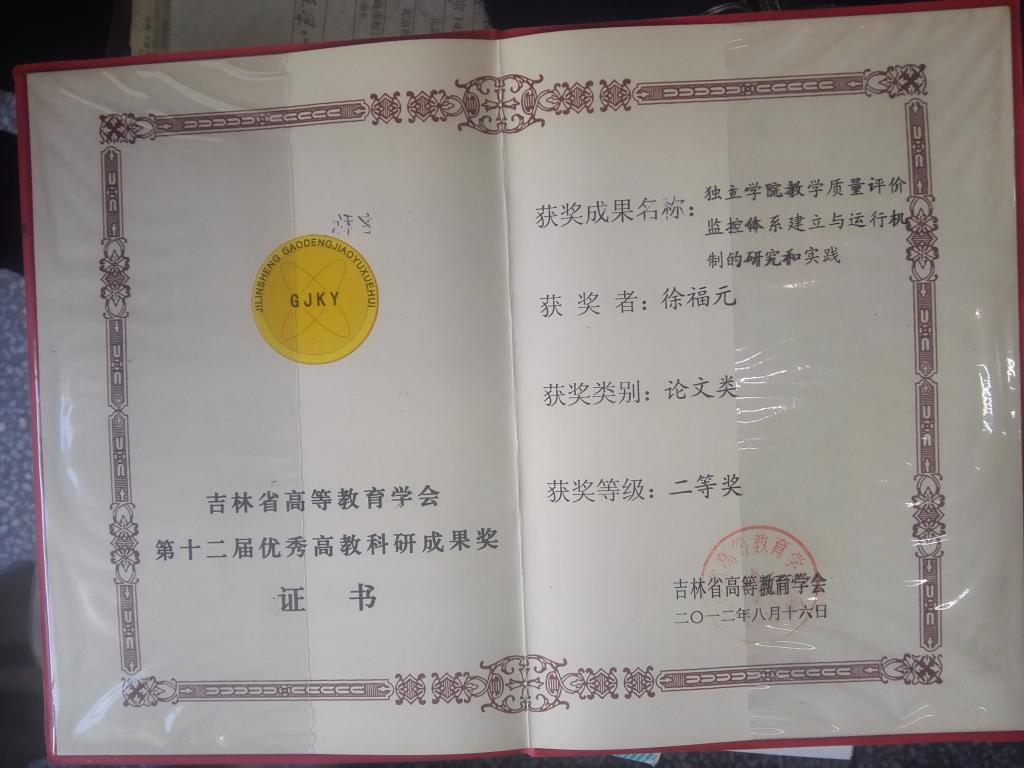 JILINSHENG GAODENGJIAOYUXUEHUI
GJKY
吉林省高等教育学会
第十二届优秀高教科研成果奖
证 书
获奖成果名称：独立学院教学质量评价
监控体系建立与运行机
制的研究和实践
获 奖 者：徐福元
获奖类别：论文类
获奖等级：二等奖
高等教育学
吉林省高等教育学会
二〇一二年八月十六日